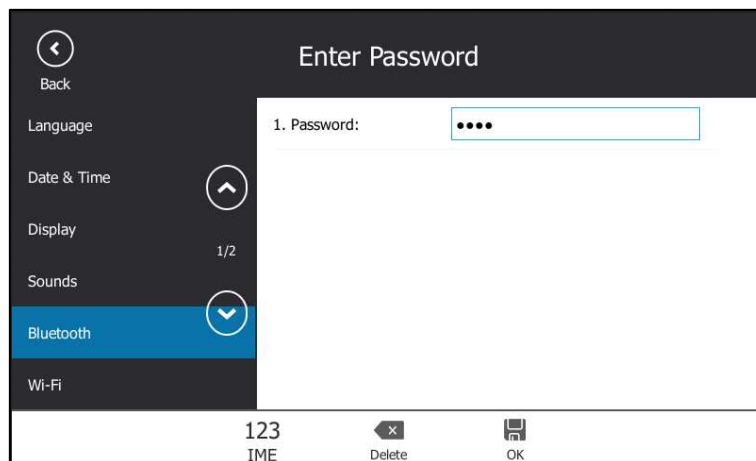 Enter Password
Back
Language
Date & Time
Display
1/2
Sounds
Bluetooth
Wi-Fi
1. Password:
••••
123
IME
Delete
OK